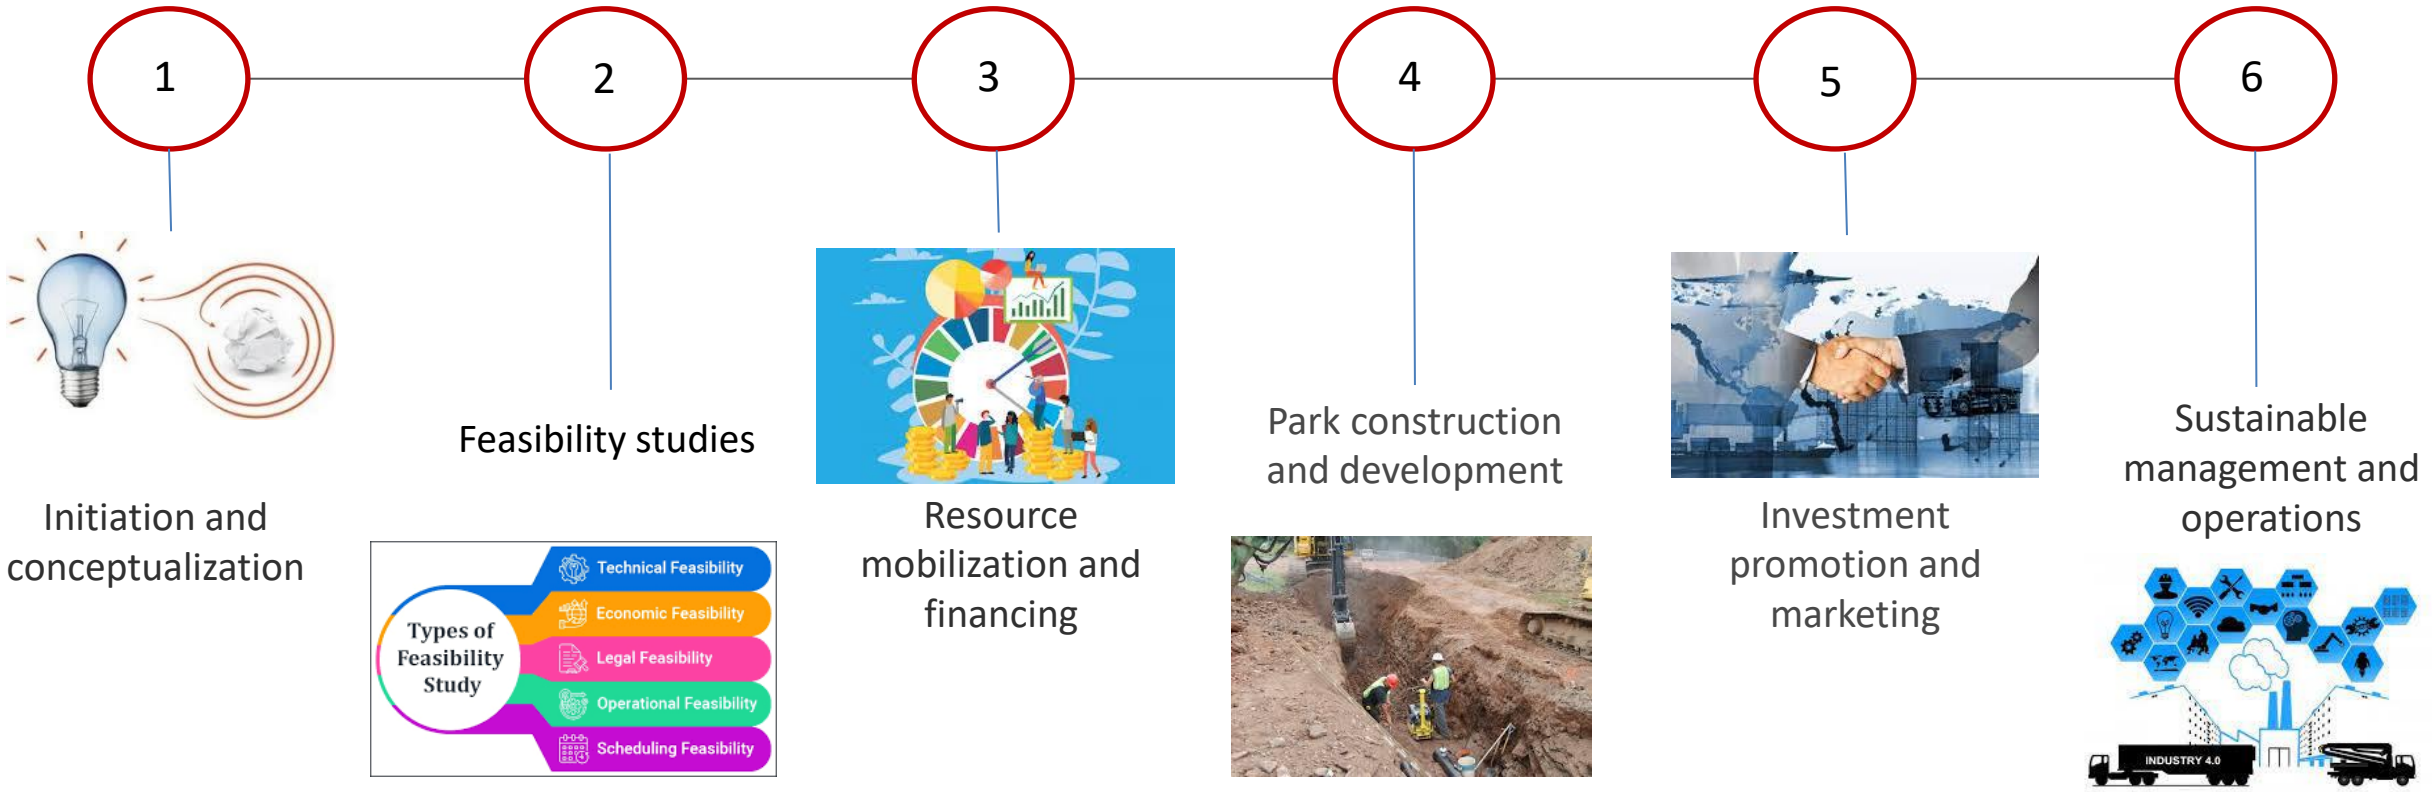 1
2
3
4
5
6
Initiation and
conceptualization
Feasibility studies
Types of
Feasibility
Study
Technical Feasibility
Economic Feasibility
Legal Feasibility
Operational Feasibility
Scheduling Feasibility
Resource
mobilization and
financing
Park construction
and development
Investment
promotion and
marketing
Sustainable
management and
operations
INDUSTRY 4.0